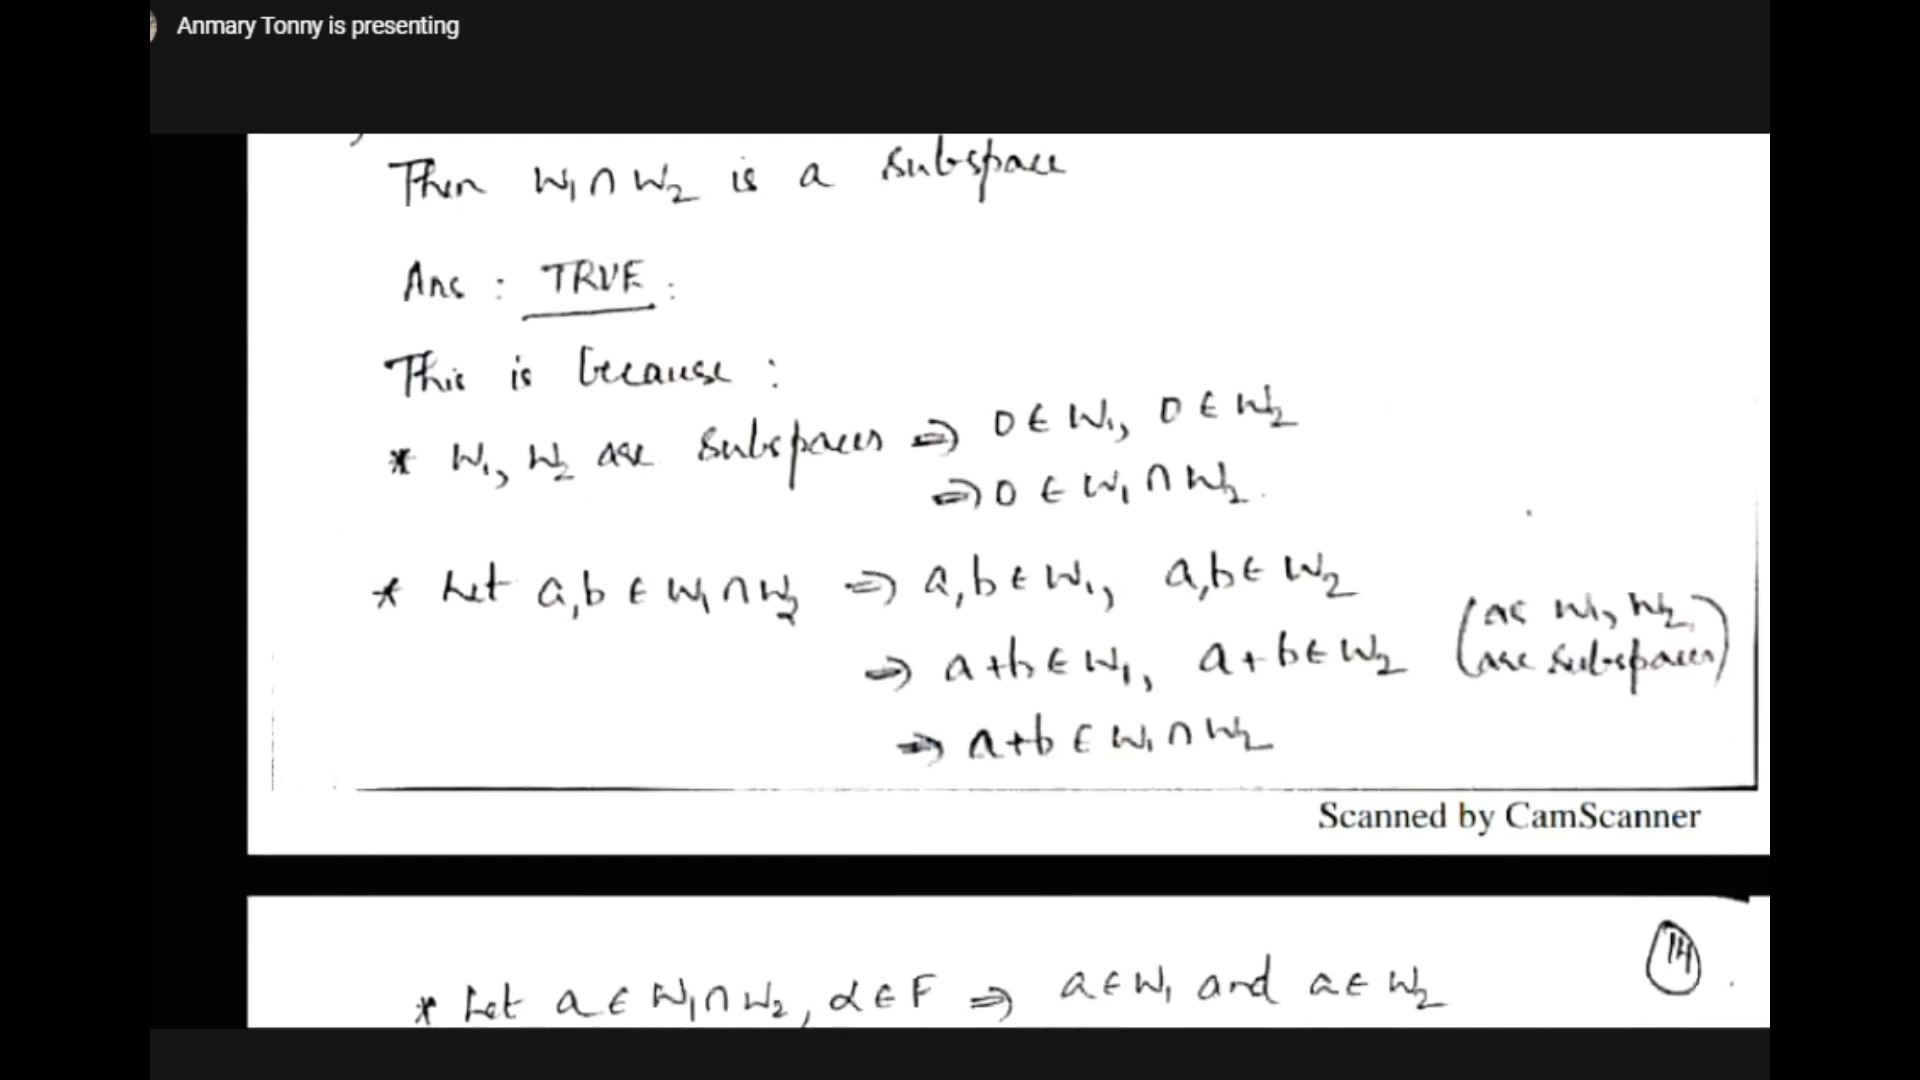 Anmary Tonny is presenting
Then W₁ ∩ W₂ is a subspace
Ans : TRUE.
This is because :
* W₁, W₂ are subspaces ⇒ 0 ∈ W₁, 0 ∈ W₂
⇒ 0 ∈ W₁ ∩ W₂.
* Let a,b ∈ W₁ ∩ W₂ ⇒ a,b ∈ W₁, a,b ∈ W₂
⇒ a+b ∈ W₁, a+b ∈ W₂ (as W₁, W₂ are subspaces)
⇒ a+b ∈ W₁ ∩ W₂
Scanned by CamScanner
14
* Let a ∈ W₁ ∩ W₂, α ∈ F ⇒ a ∈ W₁ and a ∈ W₂